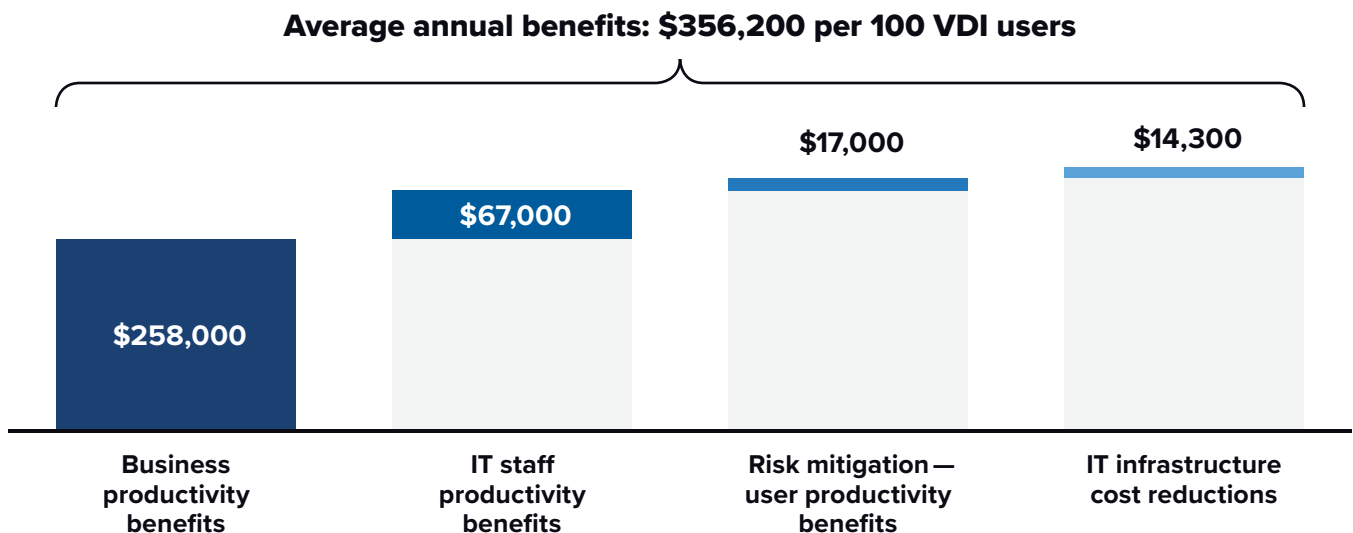 Average annual benefits: $356,200 per 100 VDI users
$17,000
$14,300
$67,000
$258,000
Business
productivity
benefits
IT staff
productivity
benefits
Risk mitigation—
user productivity
benefits
IT infrastructure
cost reductions